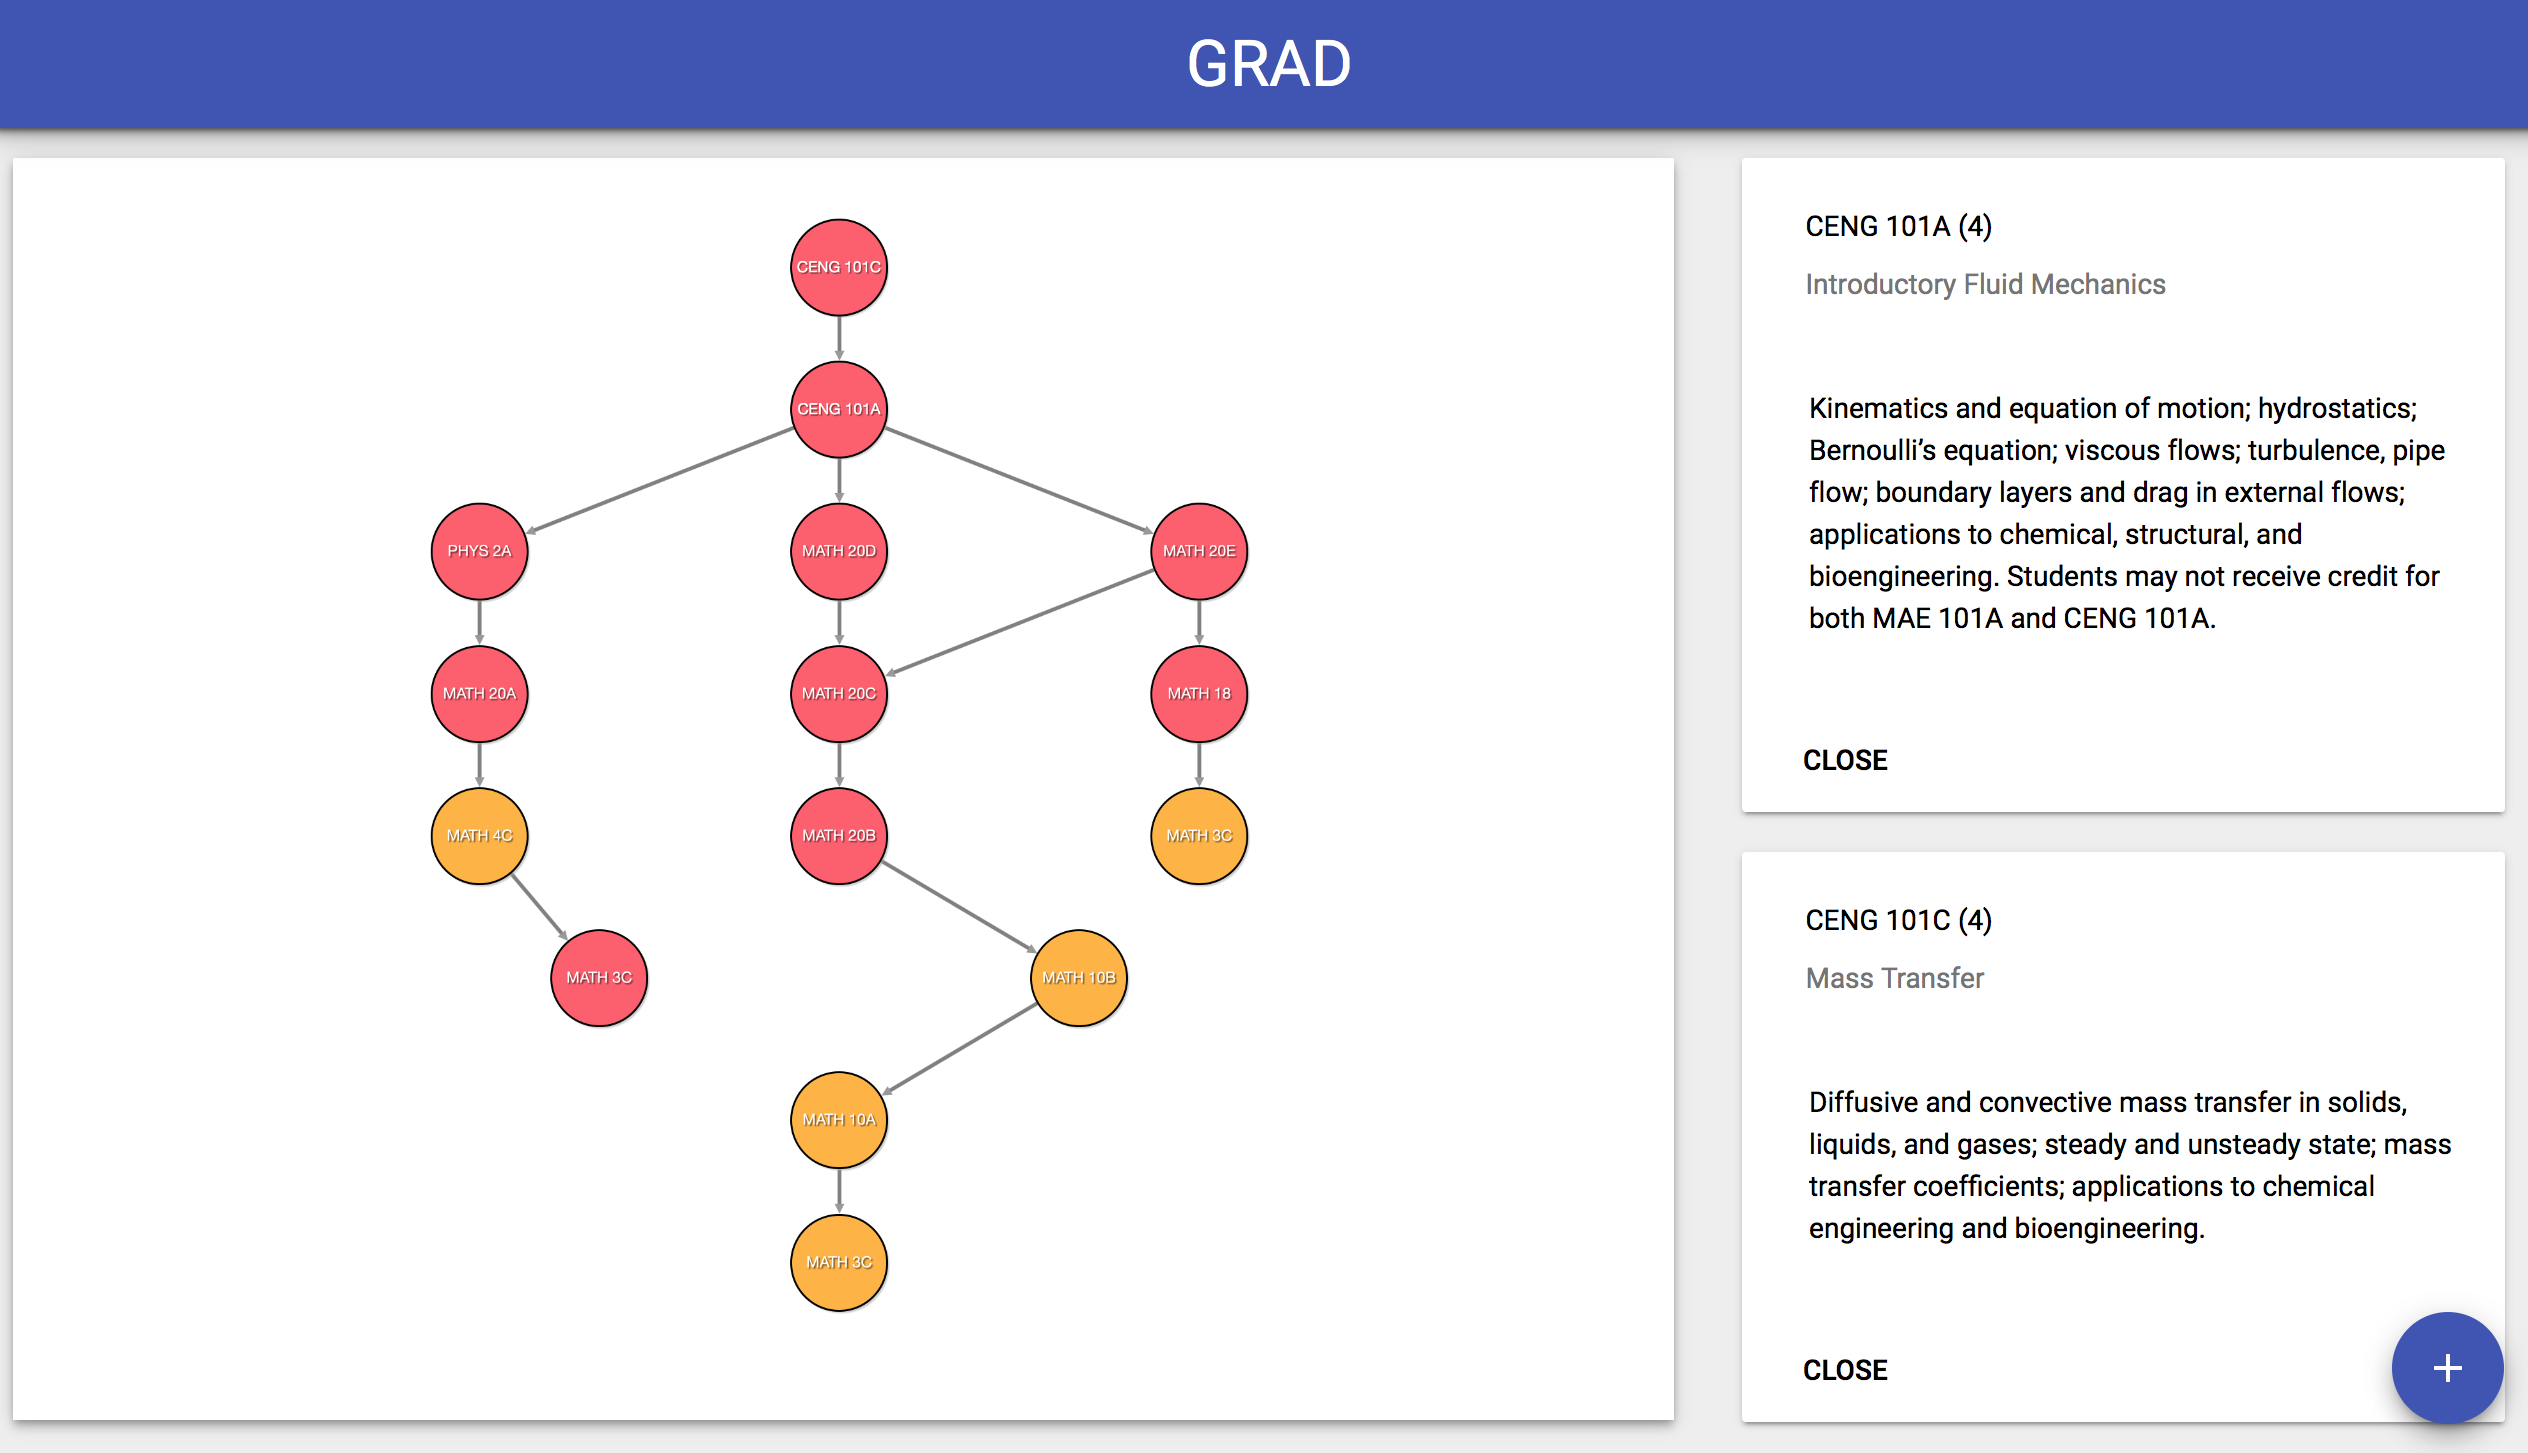 GRAD
CENG 101C
CENG 101A
PHYS 2A
MATH 20D
MATH 20E
MATH 20A
MATH 20C
MATH 18
MATH 4C
MATH 20B
MATH 3C
MATH 3C
MATH 10B
MATH 10A
MATH 3C
CENG 101A (4)
Introductory Fluid Mechanics
Kinematics and equation of motion; hydrostatics;
Bernoulli’s equation; viscous flows; turbulence, pipe
flow; boundary layers and drag in external flows;
applications to chemical, structural, and
bioengineering. Students may not receive credit for
both MAE 101A and CENG 101A.
CLOSE
CENG 101C (4)
Mass Transfer
Diffusive and convective mass transfer in solids,
liquids, and gases; steady and unsteady state; mass
transfer coefficients; applications to chemical
engineering and bioengineering.
CLOSE
+